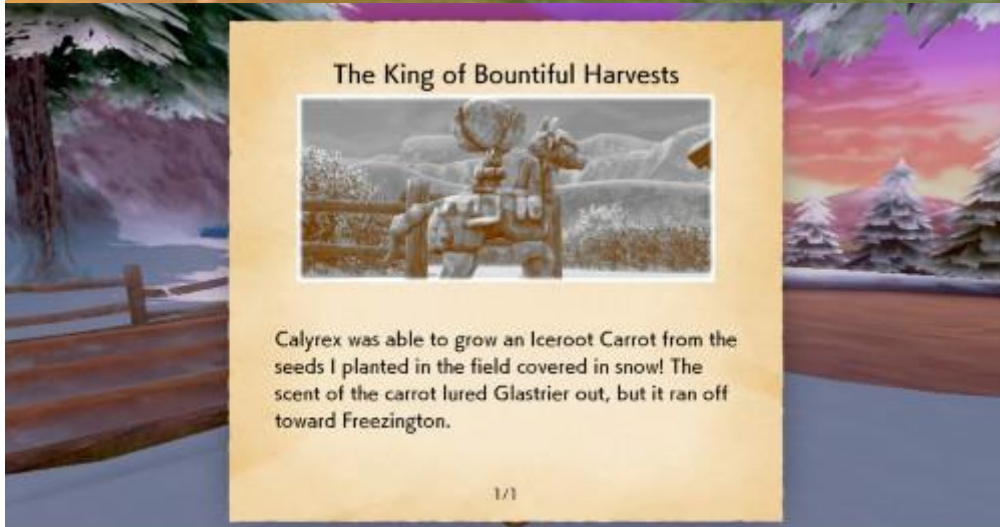 The King of Bountiful Harvests
Calyrex was able to grow an Iceroot Carrot from the
seeds I planted in the field covered in snow! The
scent of the carrot lured Glastrier out, but it ran off
toward Freezington.
1/1